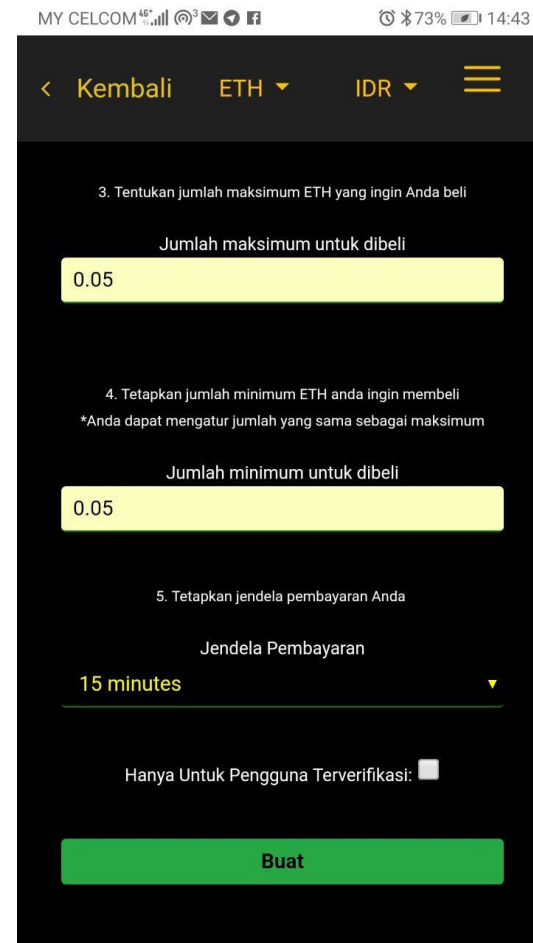 MY CELCOM 46+ 3 73% 14:43
< Kembali ETH IDR
3. Tentukan jumlah maksimum ETH yang ingin Anda beli
Jumlah maksimum untuk dibeli
0.05
4. Tetapkan jumlah minimum ETH anda ingin membeli
*Anda dapat mengatur jumlah yang sama sebagai maksimum
Jumlah minimum untuk dibeli
0.05
5. Tetapkan jendela pembayaran Anda
Jendela Pembayaran
15 minutes
Hanya Untuk Pengguna Terverifikasi:
Buat